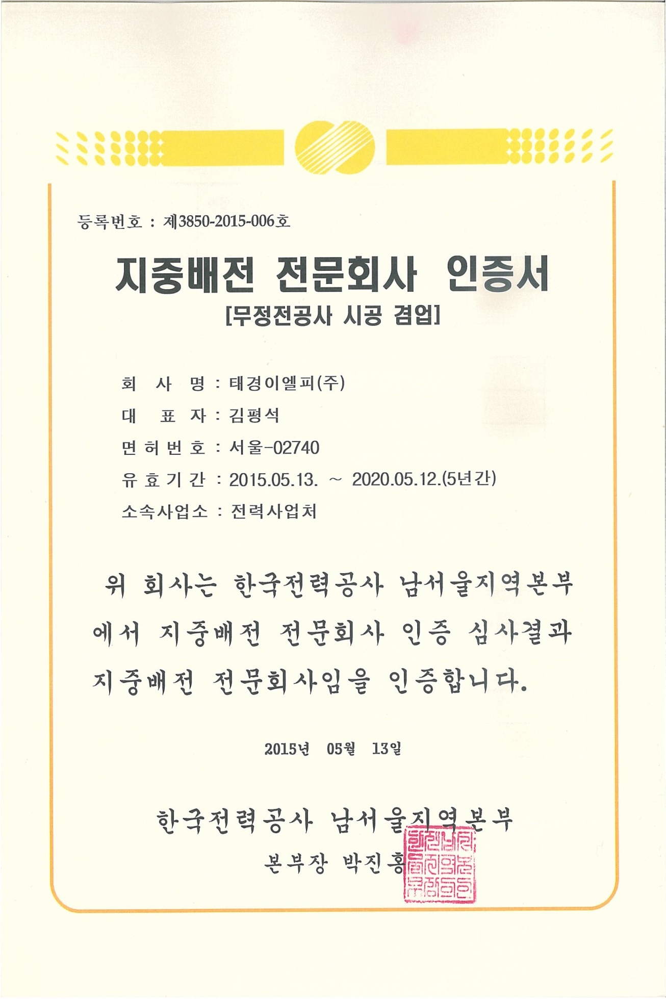 등록번호 : 제3850-2015-006호
지중배전 전문회사 인증서
[무정전공사 시공 겸업]
회 사 명 : 태경이엘피(주)
대 표 자 : 김평석
면 허 번 호 : 서울-02740
유 효 기 간 : 2015.05.13. ~ 2020.05.12.(5년간)
소속사업소 : 전력사업처
위 회사는 한국전력공사 남서울지역본부
에서 지중배전 전문회사 인증 심사결과
지중배전 전문회사임을 인증합니다.
2015년 05월 13일
한국전력공사 남서울지역본부
본부장 박진홍